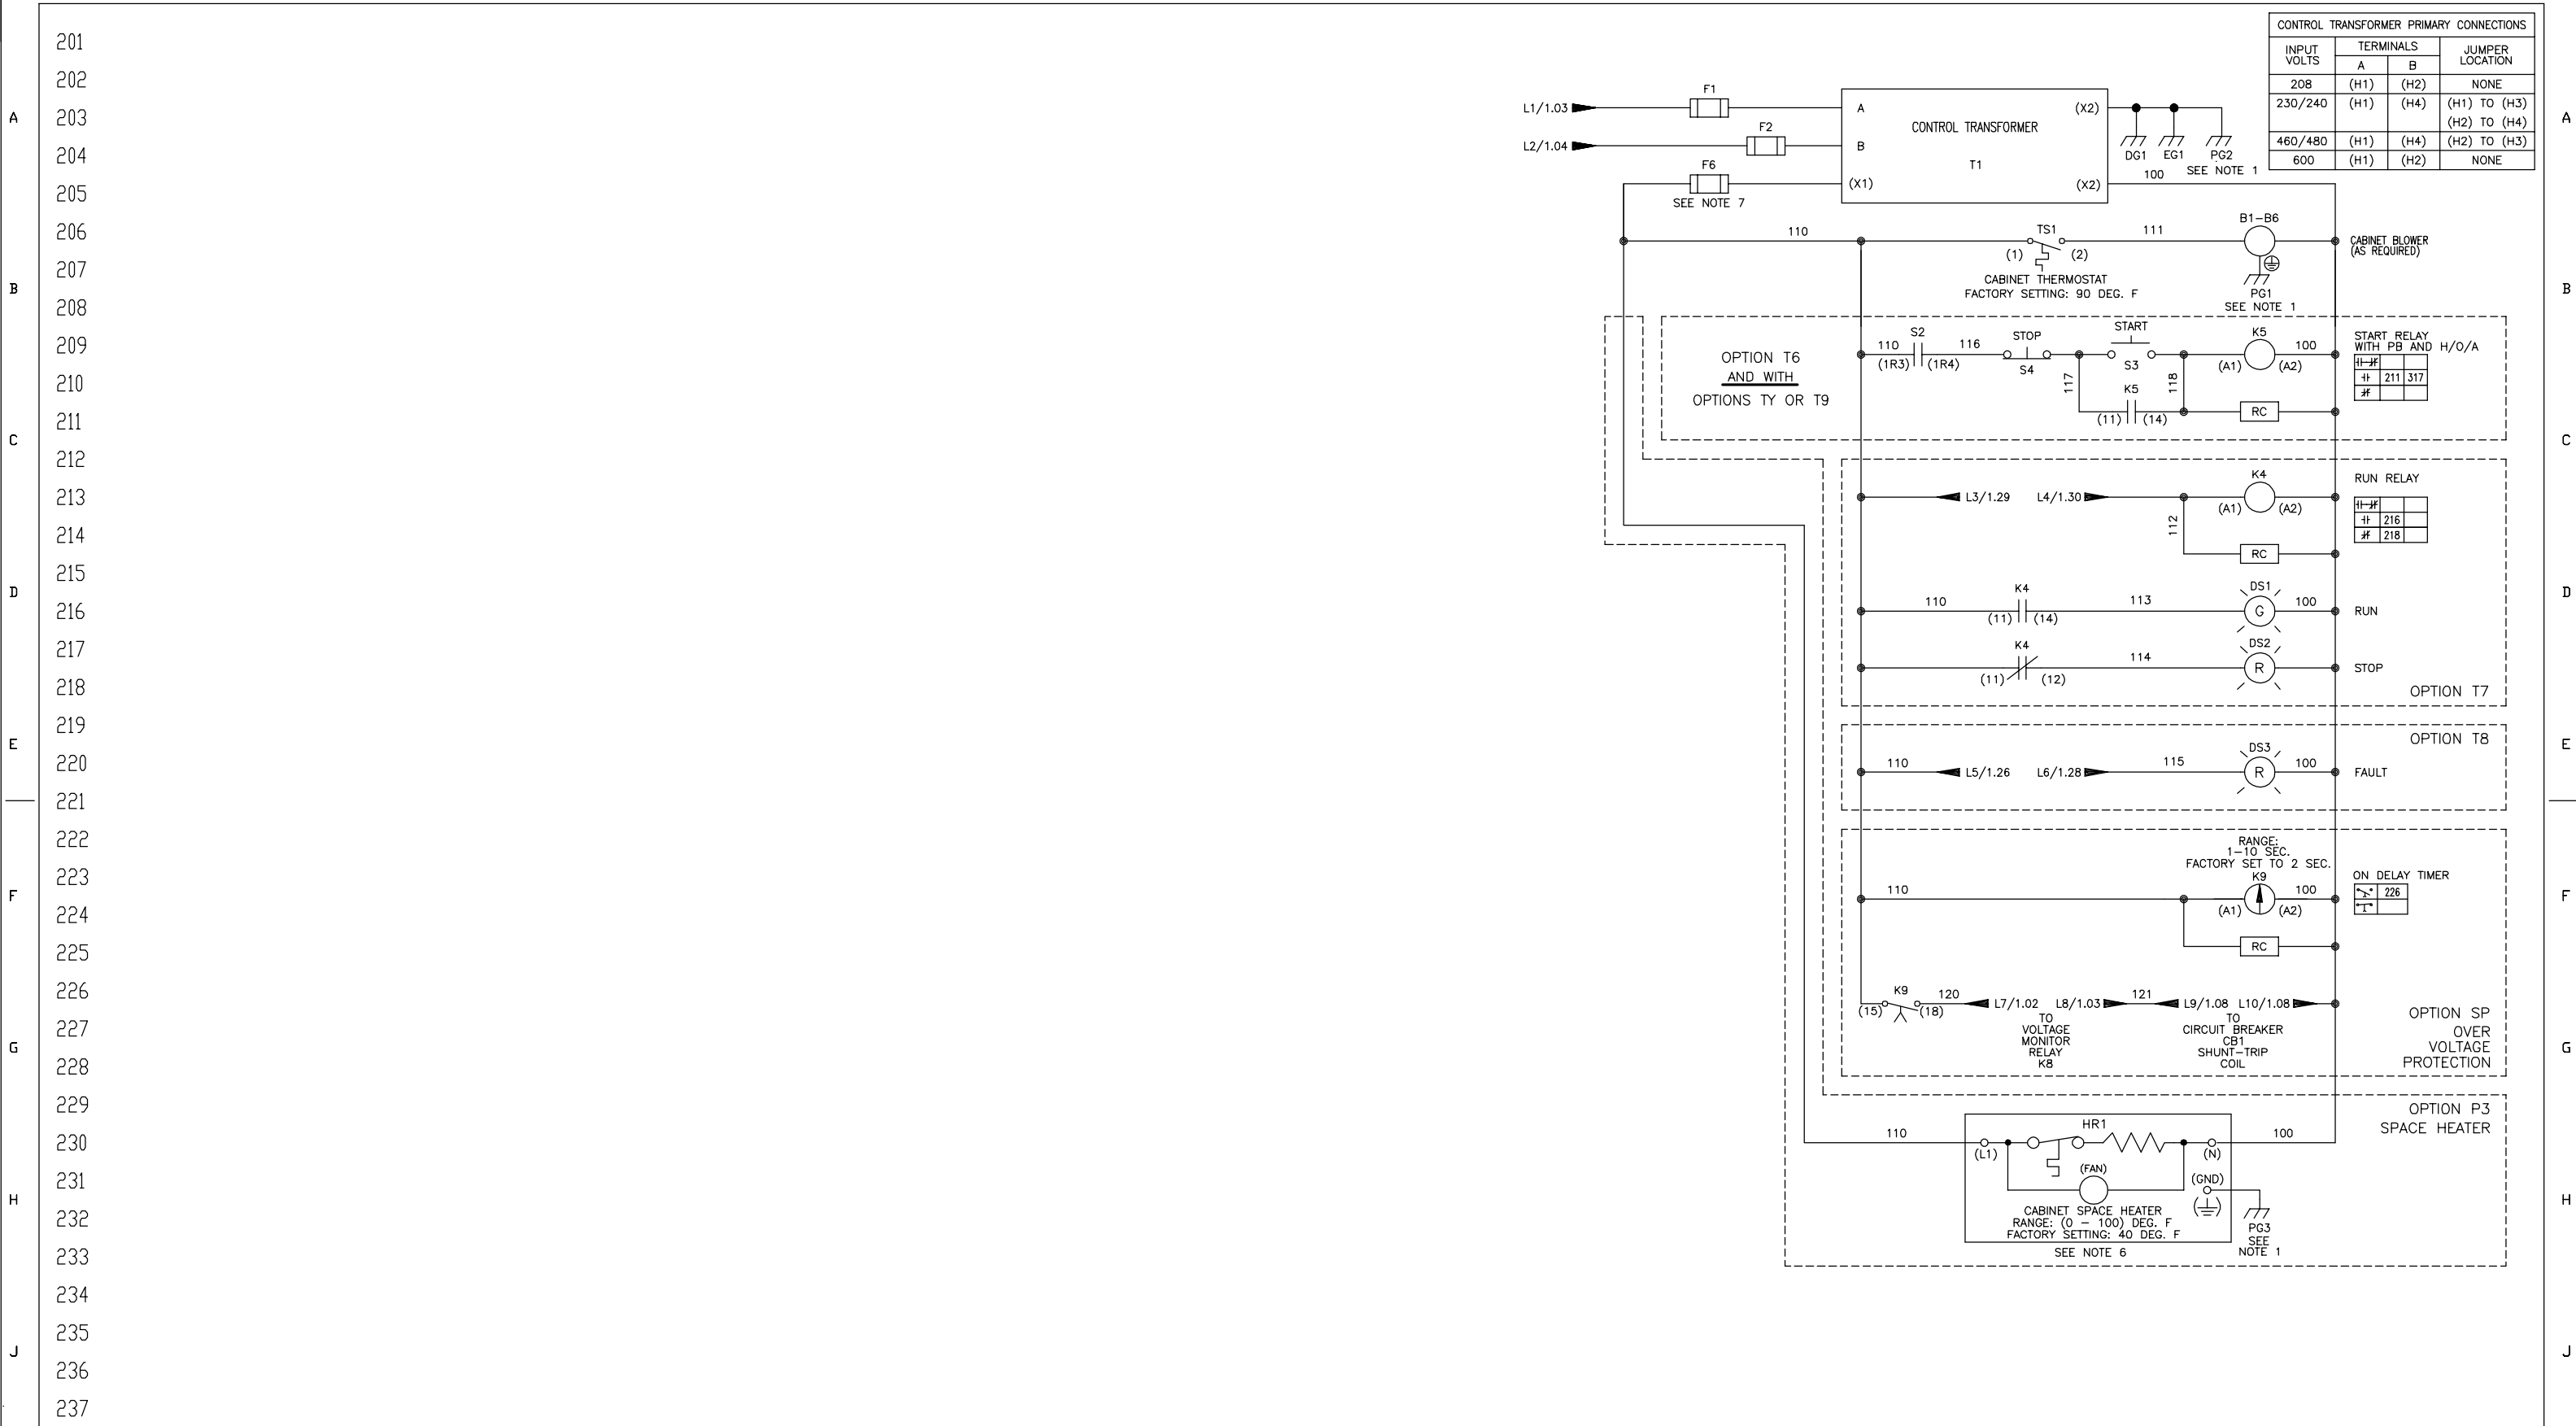 CONTROL TRANSFORMER PRIMARY CONNECTIONS
INPUT VOLTS
TERMINALS
JUMPER LOCATION
A B
208 (H1) (H2) NONE
230/240 (H1) (H4) (H1) TO (H3)
(H2) TO (H4)
460/480 (H1) (H4) (H2) TO (H3)
600 (H1) (H2) NONE
201
202
203
204
205
206
207
208
209
210
211
212
213
214
215
216
217
218
219
220
221
222
223
224
225
226
227
228
229
230
231
232
233
234
235
236
237
A
B
C
D
E
F
G
H
J
A
B
C
D
E
F
G
H
J
L1/1.03
F1
L2/1.04
F2
F6
SEE NOTE 7
A
B
(X1)
CONTROL TRANSFORMER
T1
(X2)
(X2)
DG1 EG1 PG2
SEE NOTE 1
100
110
TS1
(1) (2)
111
CABINET THERMOSTAT
FACTORY SETTING: 90 DEG. F
B1-B6
PG1
SEE NOTE 1
CABINET BLOWER
(AS REQUIRED)
OPTION T6
AND WITH
OPTIONS TY OR T9
110
S2
(1R3) (1R4)
116
STOP
S4
START
S3
117
118
K5
(11) (14)
K5
(A1) (A2)
100
RC
START RELAY
WITH PB AND H/O/A
211 317
L3/1.29 L4/1.30
112
K4
(A1) (A2)
RC
RUN RELAY
216
218
110
K4
(11) (14)
113
DS1
G
100
RUN
K4
(11) (12)
114
DS2
R
STOP
OPTION T7
OPTION T8
110
L5/1.26 L6/1.28
115
DS3
R
100
FAULT
RANGE:
1-10 SEC.
FACTORY SET TO 2 SEC.
110
K9
(A1) (A2)
100
RC
ON DELAY TIMER
226
K9
(15) (18)
120
L7/1.02 L8/1.03
121
L9/1.08 L10/1.08
TO
VOLTAGE
MONITOR
RELAY
K8
TO
CIRCUIT BREAKER
CB1
SHUNT-TRIP
COIL
OPTION SP
OVER
VOLTAGE
PROTECTION
OPTION P3
SPACE HEATER
110
(L1)
HR1
(N)
100
(FAN)
(GND)
CABINET SPACE HEATER
RANGE: (0 - 100) DEG. F
FACTORY SETTING: 40 DEG. F
SEE NOTE 6
PG3
SEE
NOTE 1